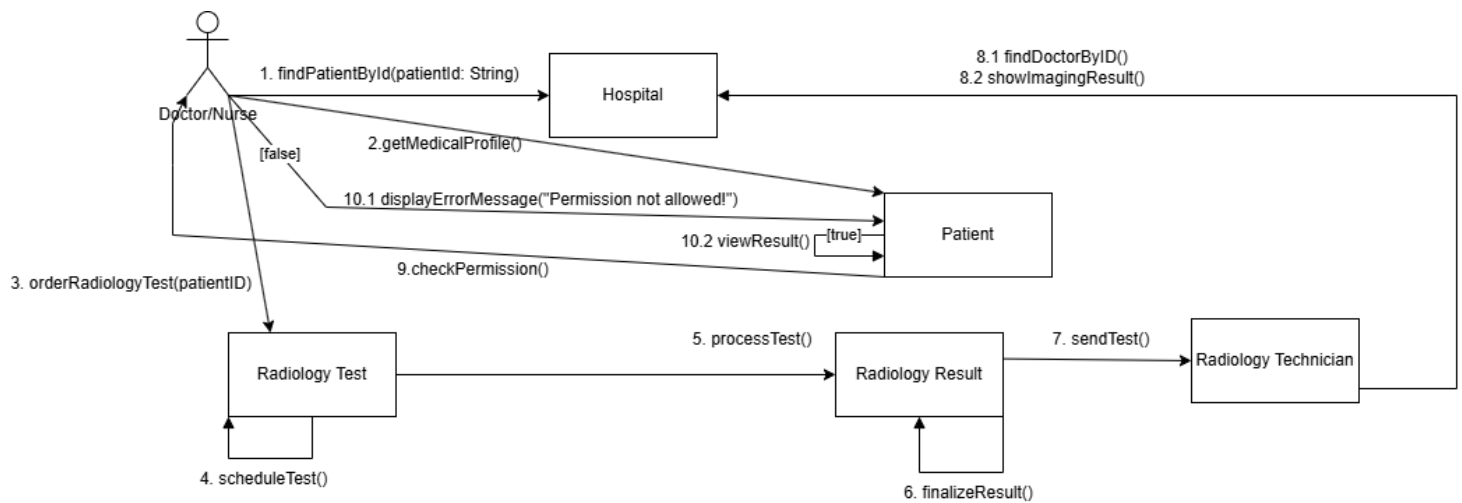 8.1 findDoctorByID()
1. findPatientById(patientId: String)
8.2 showImagingResult()
Hospital
Doctor/Nurse
2.getMedicalProfile()
[false]
10.1 displayErrorMessage("Permission not allowed!")
10.2 viewResult()
[true]
Patient
9.checkPermission()
3. orderRadiologyTest(patientID)
5. processTest()
7. sendTest()
Radiology Test
Radiology Result
Radiology Technician
4. scheduleTest()
6. finalizeResult()